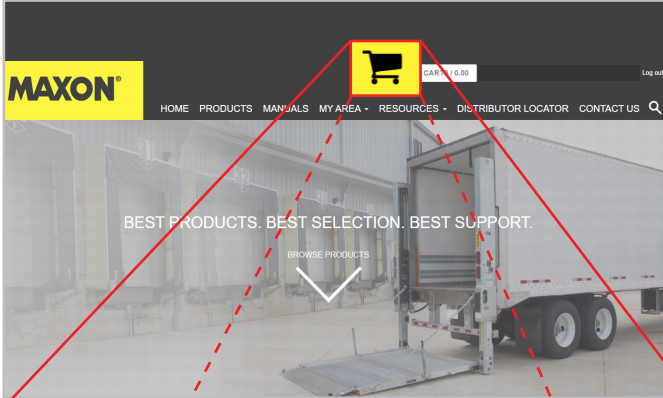 CART 0 / 0.00
Log out
MAXON®
HOME PRODUCTS MANUALS MY AREA RESOURCES DISTRIBUTOR LOCATOR CONTACT US
BEST PRODUCTS. BEST SELECTION. BEST SUPPORT.
BROWSE PRODUCTS